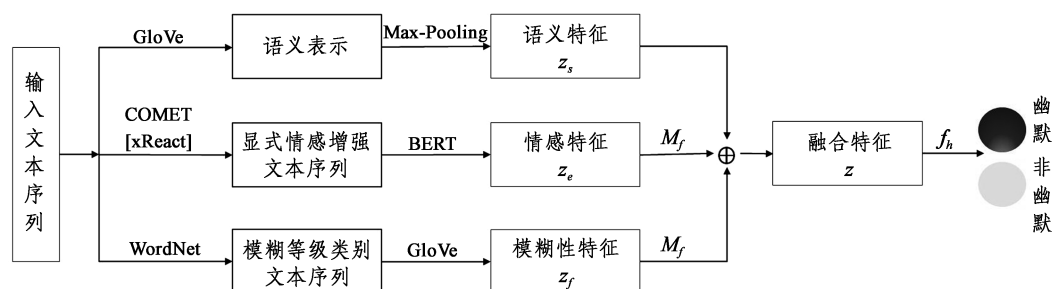 输入文本序列
GloVe
语义表示
Max-Pooling
语义特征
z_s
COMET
[xReact]
显式情感增强
文本序列
BERT
情感特征
z_e
M_f
⊕
融合特征
z
f_h
幽默
非幽默
WordNet
模糊等级类别
文本序列
GloVe
模糊性特征
z_f
M_f